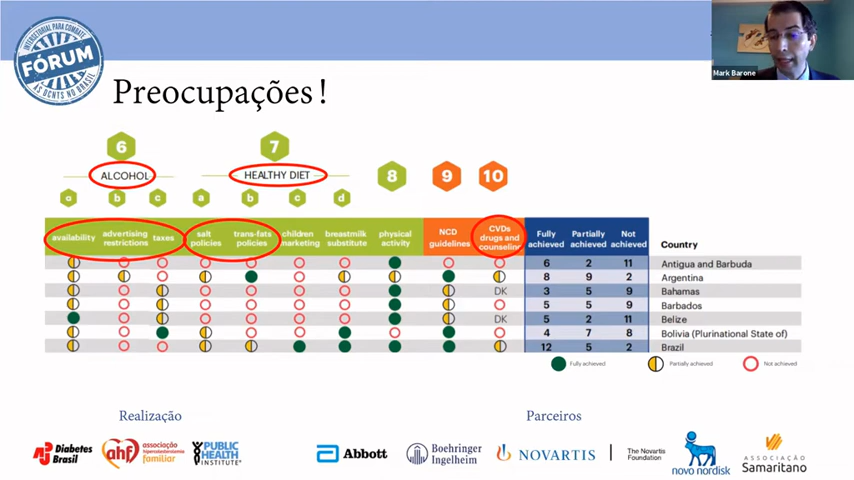 INTERSETORIAL PARA COMBATE
FÓRUM
ÀS DCNTS NO BRASIL
Mark Barone
Preocupações!
6 7 8 9 10
ALCOHOL HEALTHY DIET
b c a b c d
availability advertising restrictions taxes salt policies trans-fats policies children marketing breastmilk substitute physical activity NCD guidelines CVDs drugs and counseling Fully achieved Partially achieved Not achieved Country
6 2 11 Antigua and Barbuda
8 9 2 Argentina
DK 3 5 9 Bahamas
5 5 9 Barbados
DK 5 2 11 Belize
4 7 8 Bolivia (Plurinational State of)
12 5 2 Brazil
Fully achieved Partially achieved Not achieved
Realização Parceiros
Diabetes Brasil
ahf associação hipercolesterolemia familiar
PUBLIC HEALTH INSTITUTE®
Abbott
Boehringer Ingelheim
NOVARTIS
The Novartis Foundation
novo nordisk
ASSOCIAÇÃO Samaritano